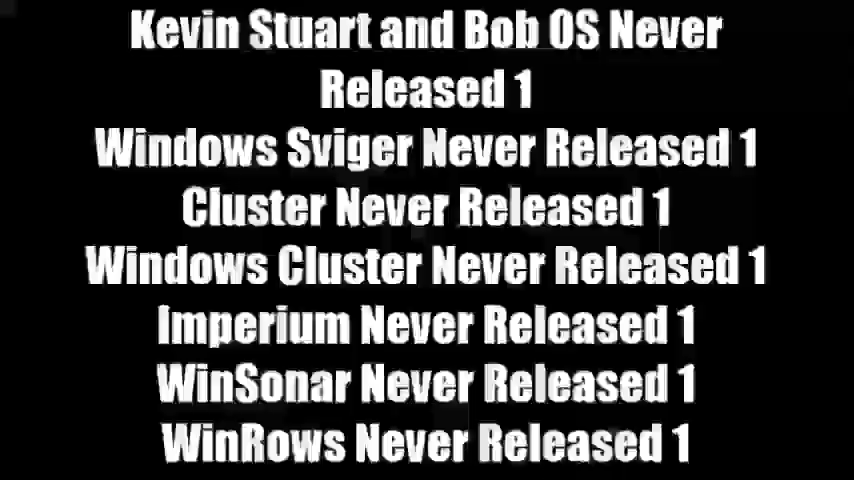 Kevin Stuart and Bob OS Never
Released 1
Windows Sviger Never Released 1
Cluster Never Released 1
Windows Cluster Never Released 1
Imperium Never Released 1
WinSonar Never Released 1
WinRows Never Released 1